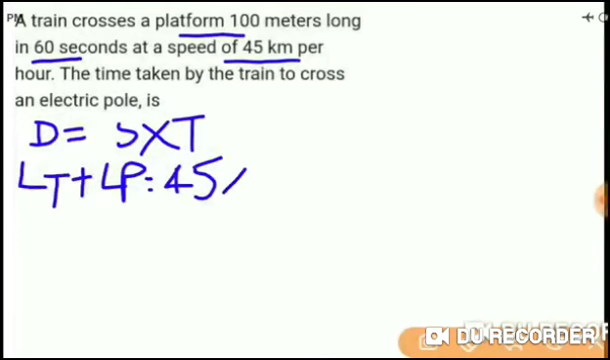 PM
A train crosses a platform 100 meters long
in 60 seconds at a speed of 45 km per
hour. The time taken by the train to cross
an electric pole, is
D= S×T
LT+LP=45/
DU RECORDER